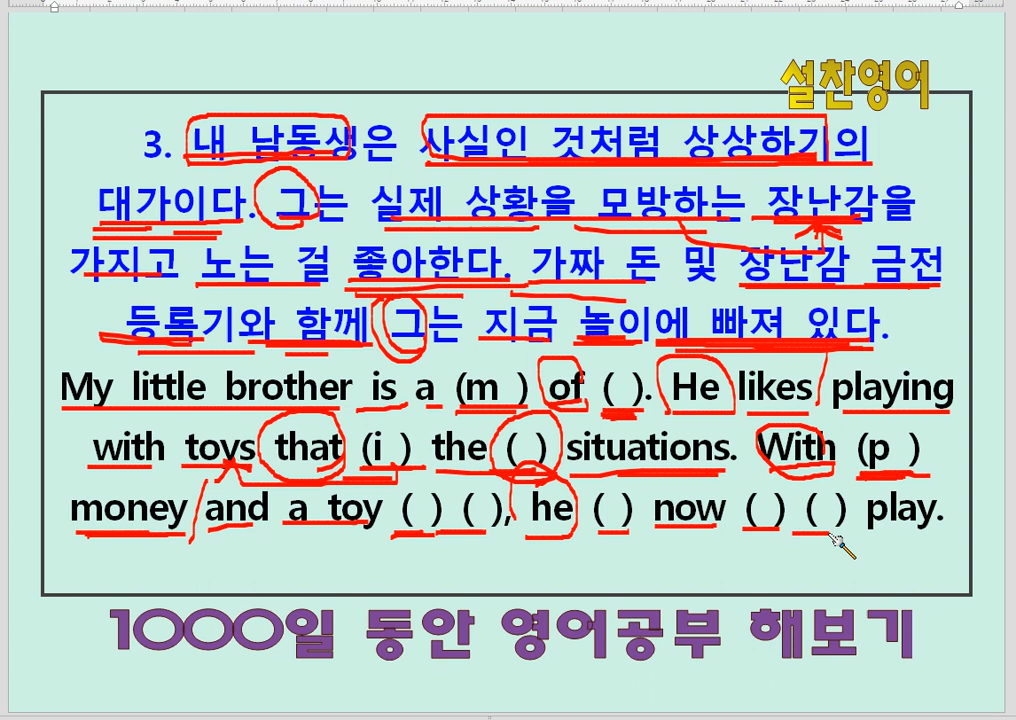 설찬영어
3. 내 남동생은 사실인 것처럼 상상하기의
대가이다. 그는 실제 상황을 모방하는 장난감을
가지고 노는 걸 좋아한다. 가짜 돈 및 장난감 금전
등록기와 함께 그는 지금 놀이에 빠져 있다.
My little brother is a (m ) of ( ). He likes playing
with toys that (i ) the ( ) situations. With (p )
money and a toy ( ) ( ), he ( ) now ( ) ( ) play.
1000일 동안 영어공부 해보기